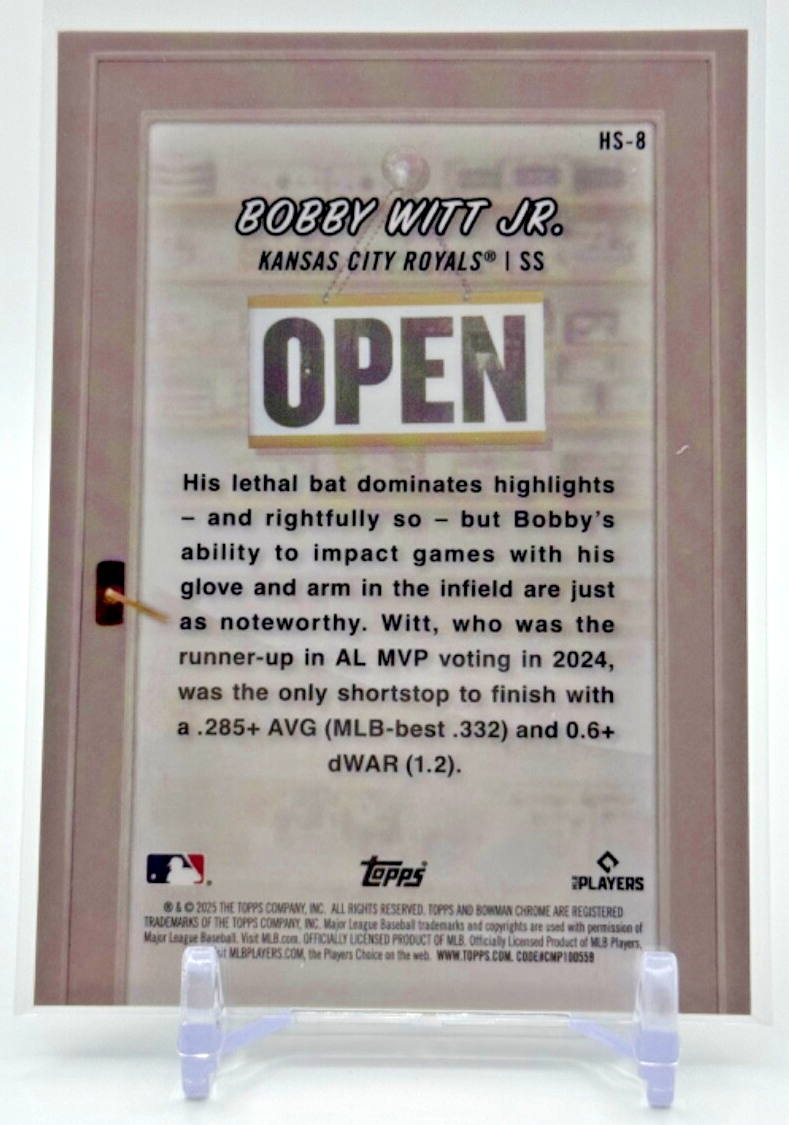 HS-8
BOBBY WITT JR.
KANSAS CITY ROYALS® | SS
OPEN
His lethal bat dominates highlights
– and rightfully so – but Bobby's
ability to impact games with his
glove and arm in the infield are just
as noteworthy. Witt, who was the
runner-up in AL MVP voting in 2024,
was the only shortstop to finish with
a .285+ AVG (MLB-best .332) and 0.6+
dWAR (1.2).
topps®
PLAYERS
® & © 2025 THE TOPPS COMPANY, INC. ALL RIGHTS RESERVED. TOPPS AND BOWMAN CHROME ARE REGISTERED
TRADEMARKS OF THE TOPPS COMPANY, INC. Major League Baseball trademarks and copyrights are used with permission of
Major League Baseball. Visit MLB.com. OFFICIALLY LICENSED PRODUCT OF MLB. Officially Licensed Product of MLB Players,
MLBPLAYERS.COM, the Players Choice on the web. WWW.TOPPS.COM. CODE#CMP100559